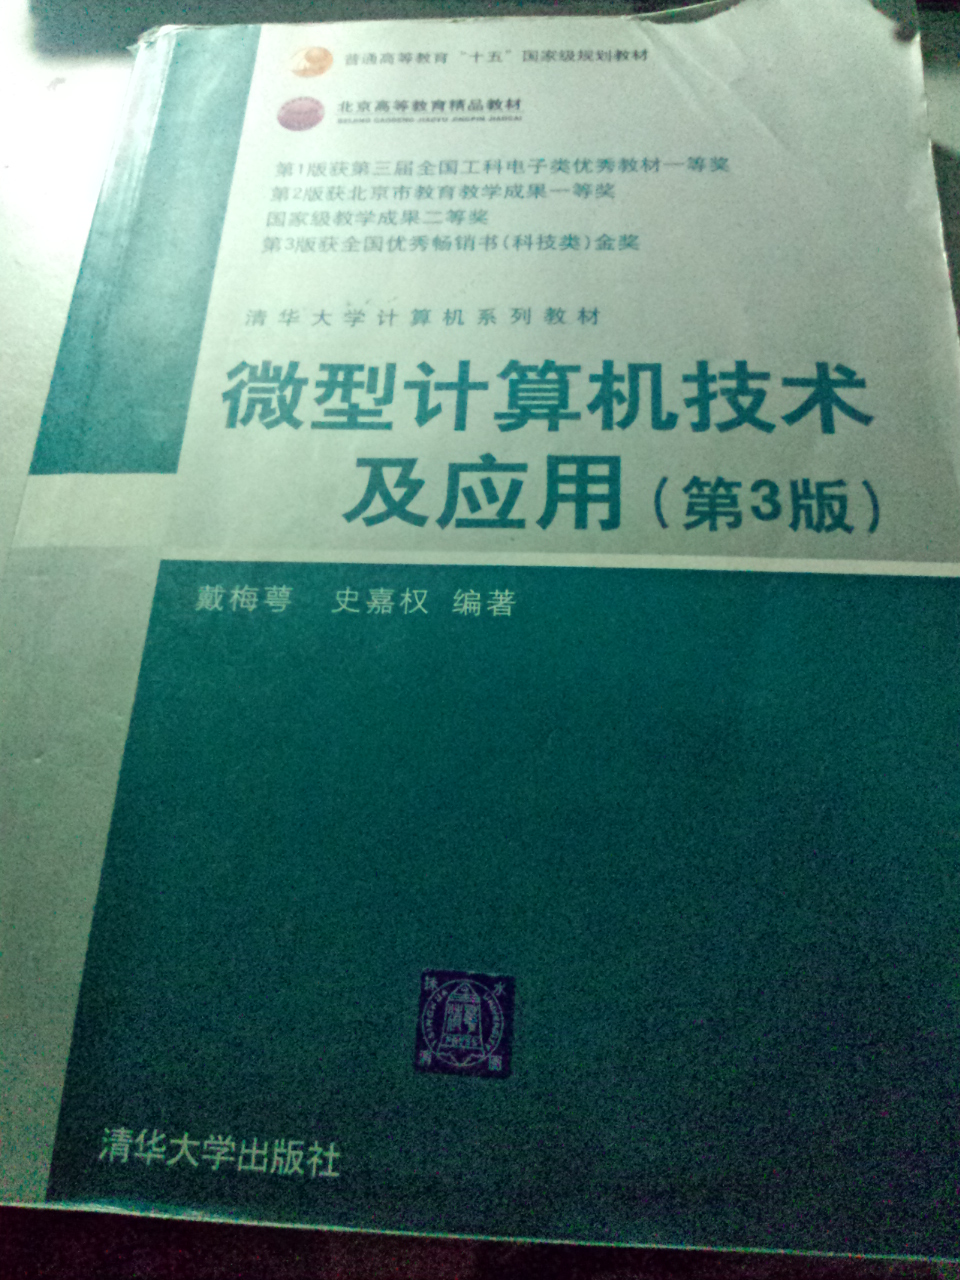 普通高等教育“十五”国家级规划教材
北京高等教育精品教材
BEIJING GAODENG JIAOYU JINGPIN JIAOCAI
第1版获第三届全国工科电子类优秀教材一等奖
第2版获北京市教育教学成果一等奖
国家级教学成果二等奖
第3版获全国优秀畅销书（科技类）金奖
清华大学计算机系列教材
微型计算机技术
及应用（第3版）
戴梅萼 史嘉权 编著
清华大学出版社